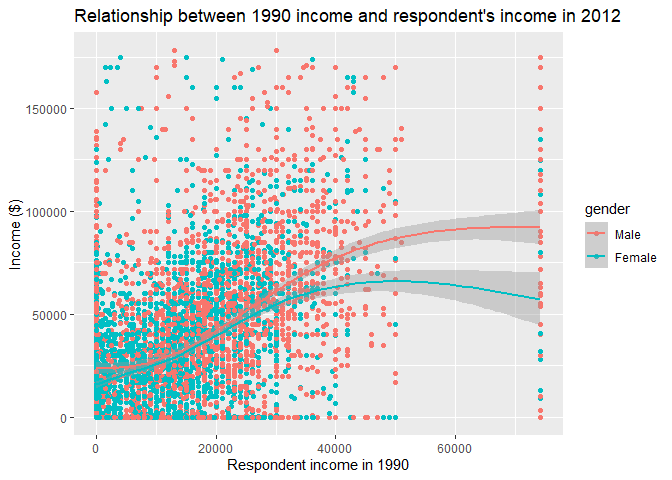 Relationship between 1990 income and respondent's income in 2012
Income ($)
150000
100000
50000
0
0
20000
40000
60000
Respondent income in 1990
gender
Male
Female